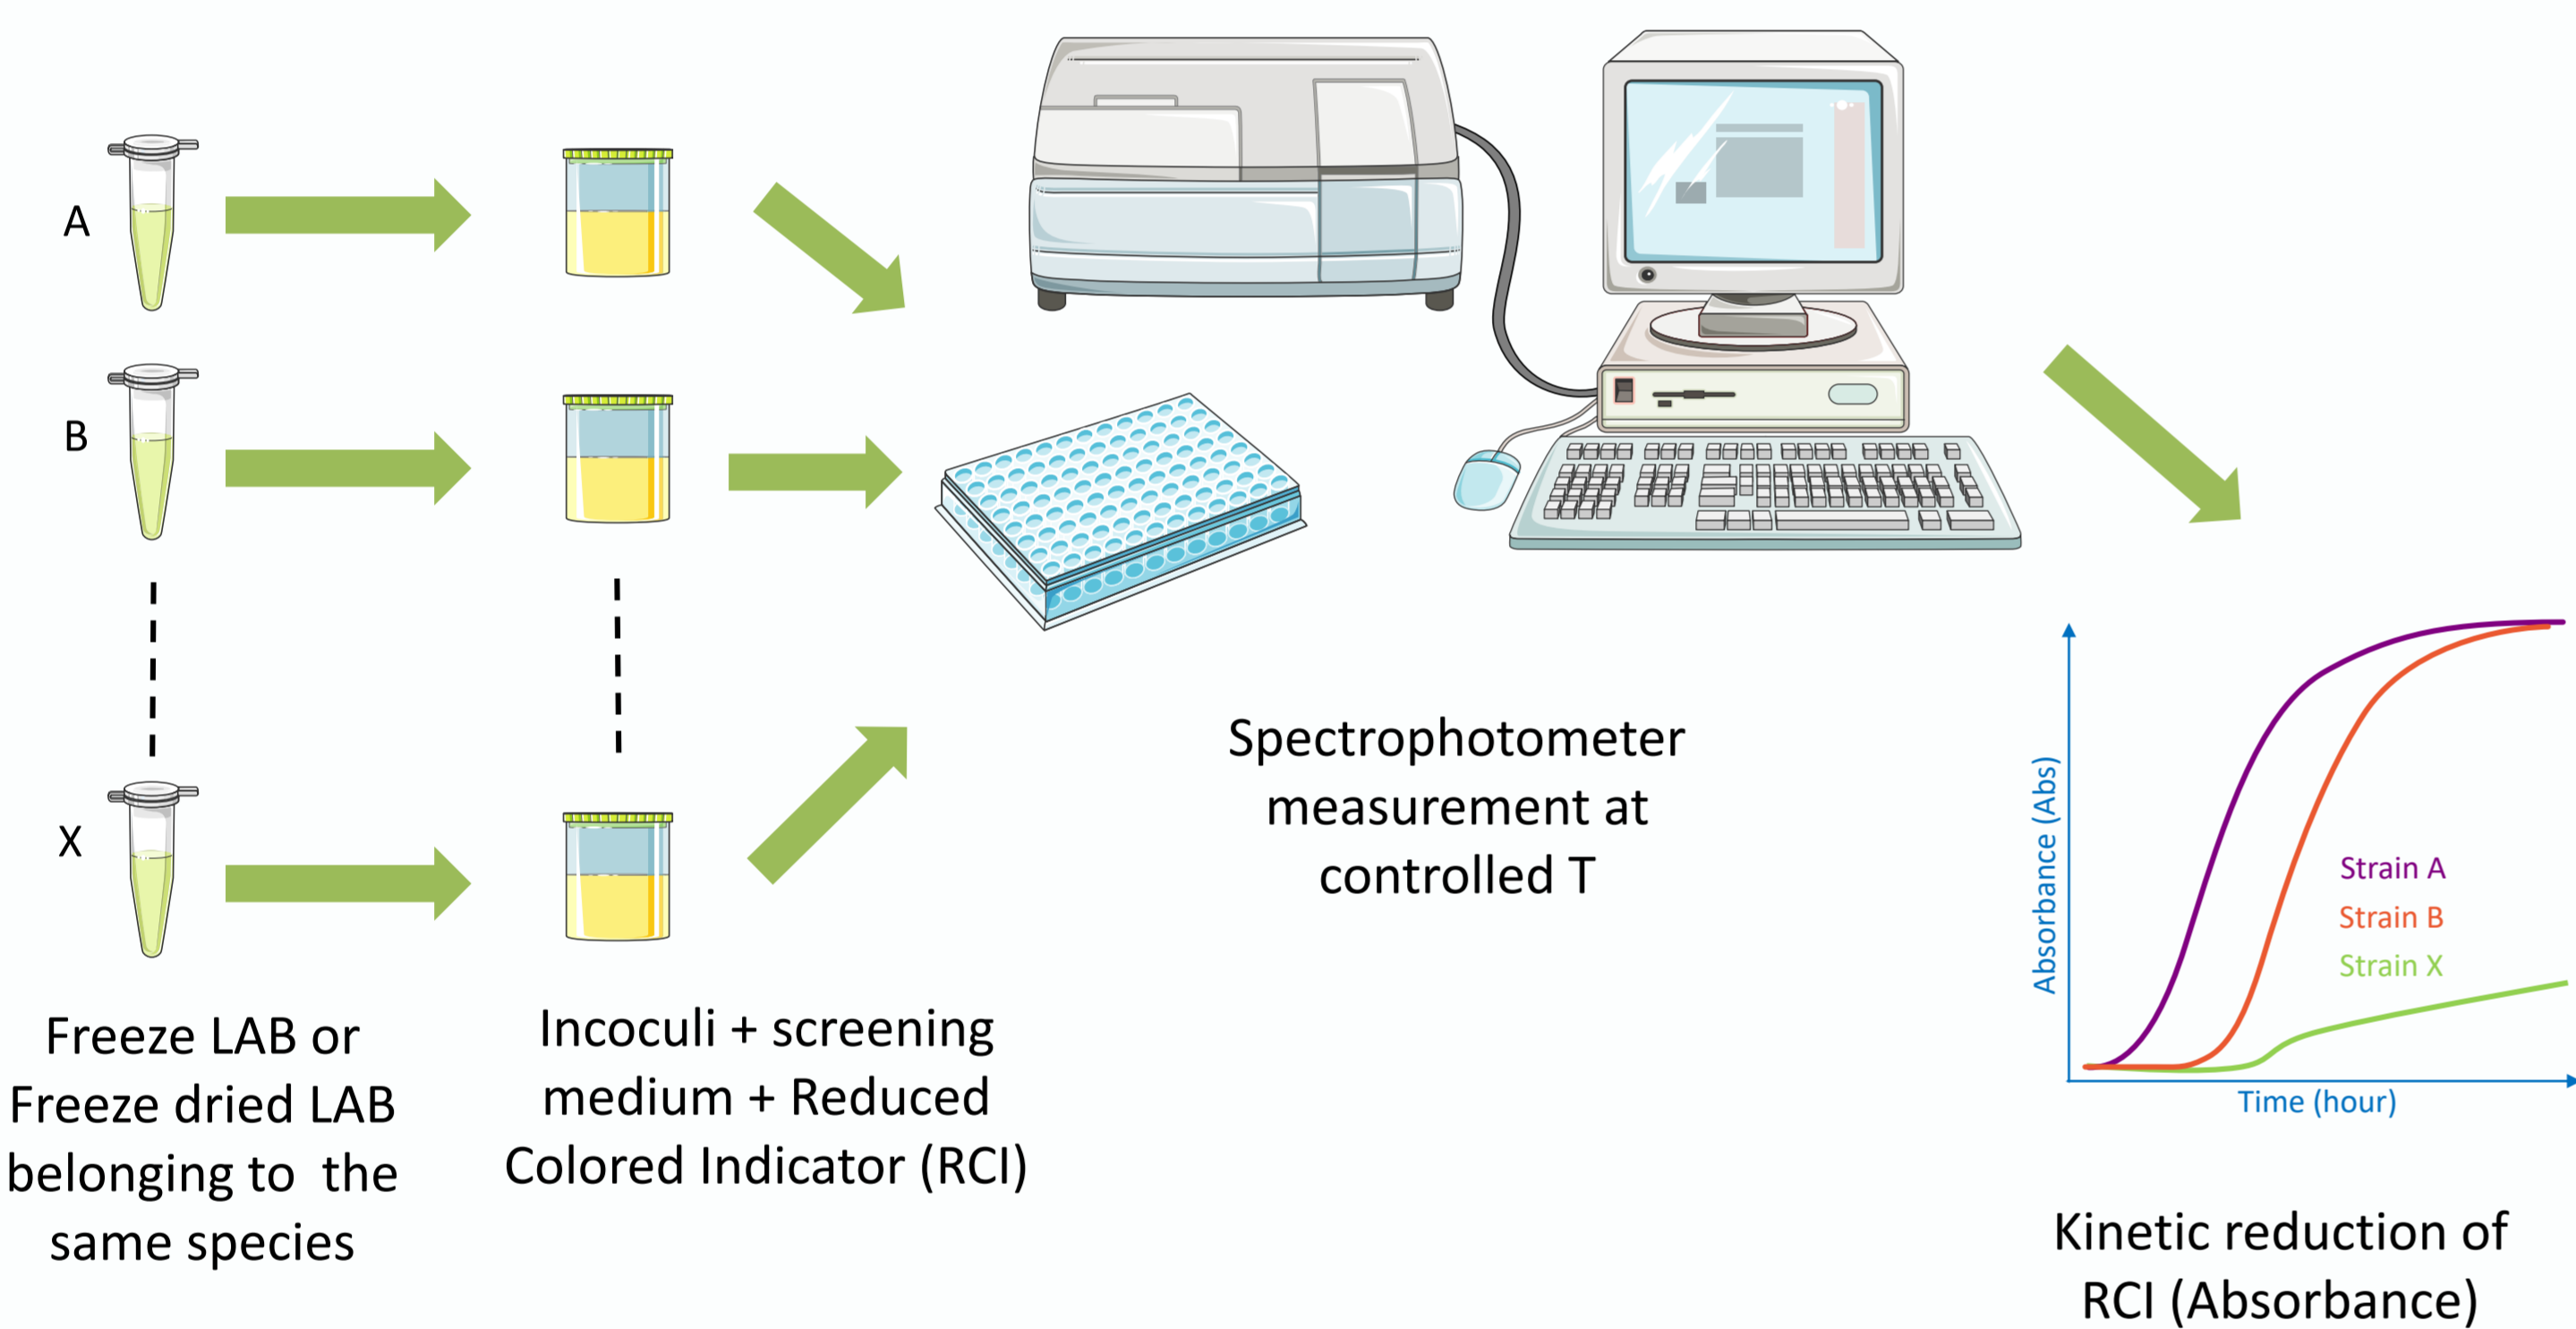 A
B
X
Freeze LAB or
Freeze dried LAB
belonging to the
same species
Incoculi + screening
medium + Reduced
Colored Indicator (RCI)
Spectrophotometer
measurement at
controlled T
Absorbance (Abs)
Strain A
Strain B
Strain X
Time (hour)
Kinetic reduction of
RCI (Absorbance)